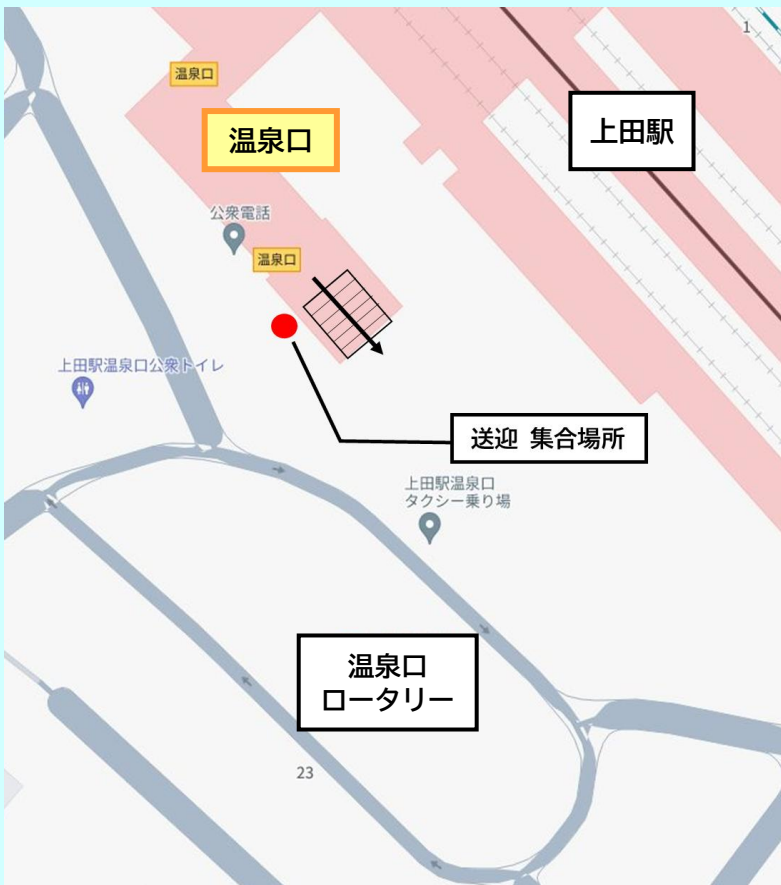 1
温泉口
温泉口
上田駅
公衆電話
温泉口
上田駅温泉口公衆トイレ
送迎 集合場所
上田駅温泉口
タクシー乗り場
温泉口
ロータリー
23